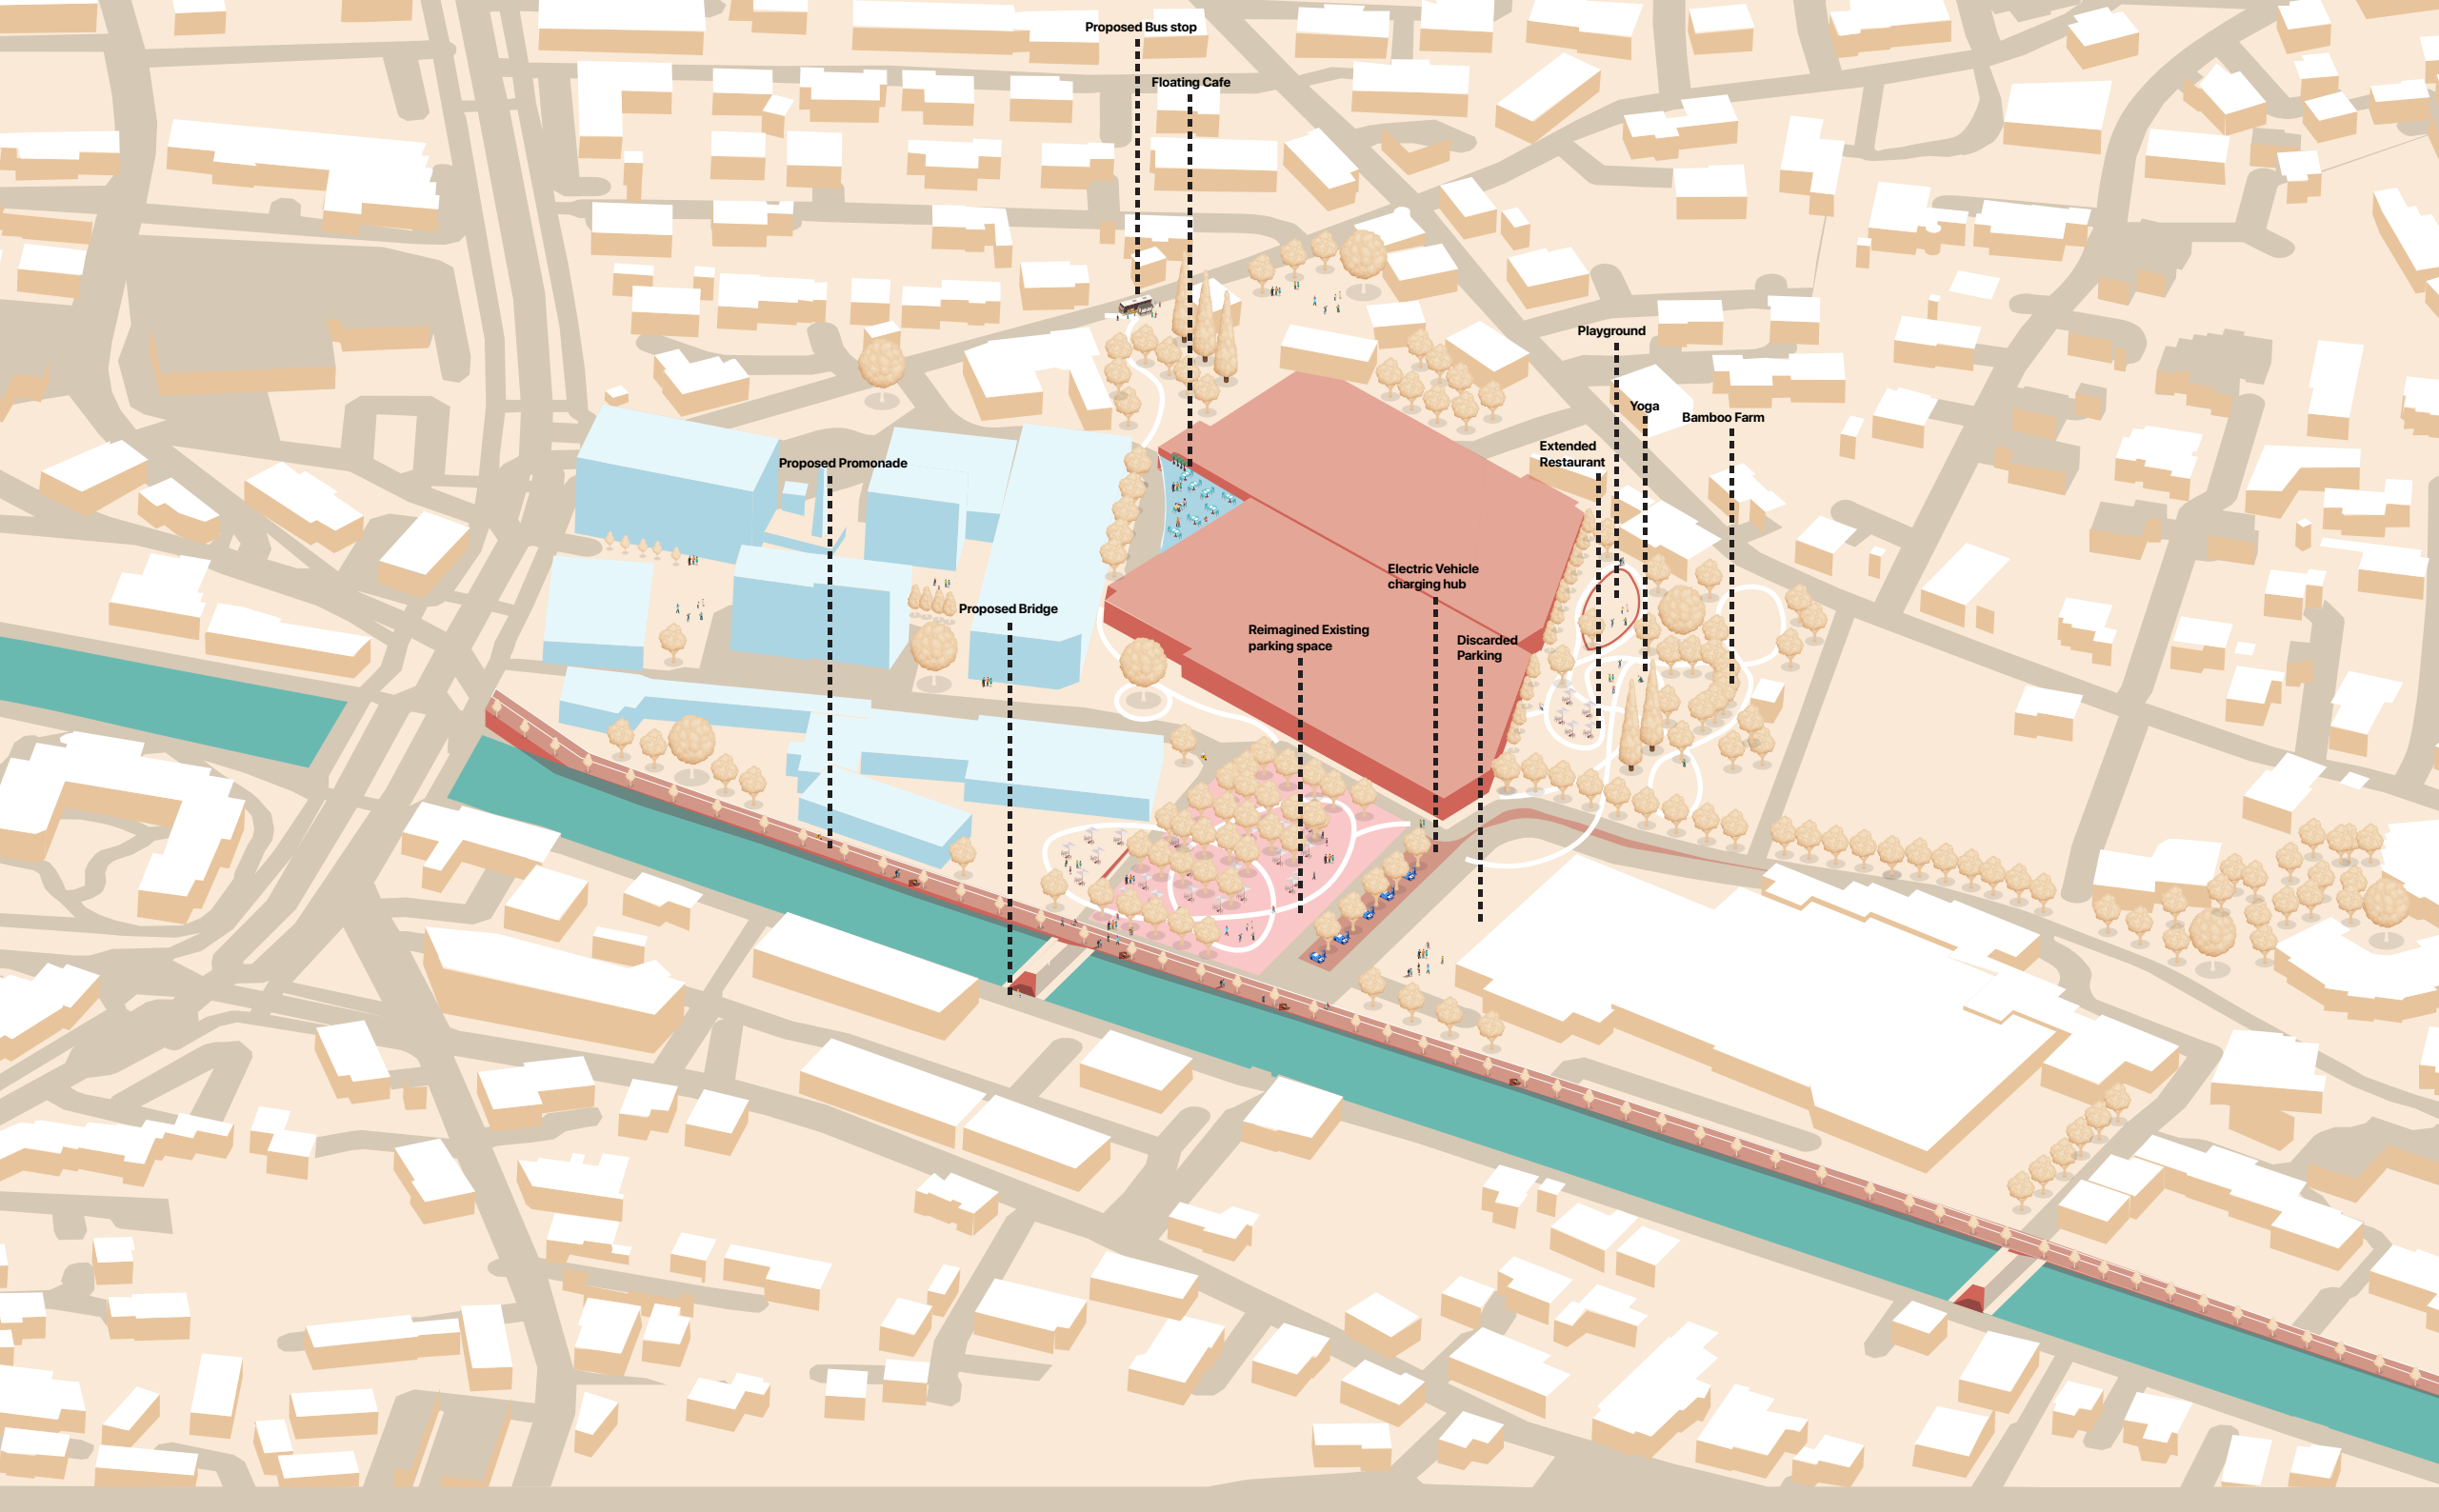 Proposed Bus stop
Floating Cafe
Playground
Yoga
Bamboo Farm
Extended
Restaurant
Proposed Promonade
Electric Vehicle
charging hub
Proposed Bridge
Reimagined Existing
parking space
Discarded
Parking